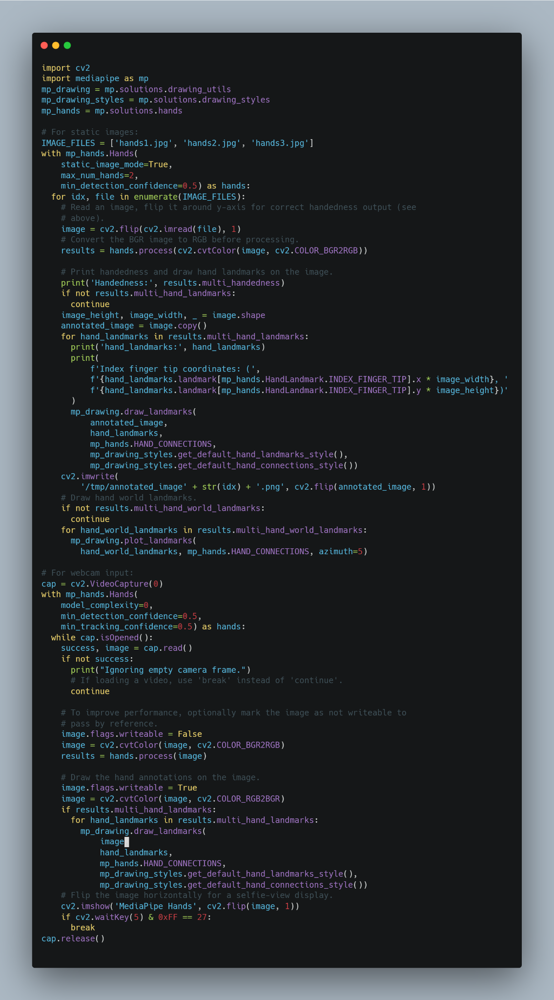 import cv2
import mediapipe as mp
mp_drawing = mp.solutions.drawing_utils
mp_drawing_styles = mp.solutions.drawing_styles
mp_hands = mp.solutions.hands

# For static images:
IMAGE_FILES = ['hands1.jpg', 'hands2.jpg', 'hands3.jpg']
with mp_hands.Hands(
    static_image_mode=True,
    max_num_hands=2,
    min_detection_confidence=0.5) as hands:
  for idx, file in enumerate(IMAGE_FILES):
    # Read an image, flip it around y-axis for correct handedness output (see
    # above).
    image = cv2.flip(cv2.imread(file), 1)
    # Convert the BGR image to RGB before processing.
    results = hands.process(cv2.cvtColor(image, cv2.COLOR_BGR2RGB))

    # Print handedness and draw hand landmarks on the image.
    print('Handedness:', results.multi_handedness)
    if not results.multi_hand_landmarks:
      continue
    image_height, image_width, _ = image.shape
    annotated_image = image.copy()
    for hand_landmarks in results.multi_hand_landmarks:
      print('hand_landmarks:', hand_landmarks)
      print(
          f'Index finger tip coordinates: (',
          f'{hand_landmarks.landmark[mp_hands.HandLandmark.INDEX_FINGER_TIP].x * image_width}, '
          f'{hand_landmarks.landmark[mp_hands.HandLandmark.INDEX_FINGER_TIP].y * image_height})'
      )
      mp_drawing.draw_landmarks(
          annotated_image,
          hand_landmarks,
          mp_hands.HAND_CONNECTIONS,
          mp_drawing_styles.get_default_hand_landmarks_style(),
          mp_drawing_styles.get_default_hand_connections_style())
    cv2.imwrite(
        '/tmp/annotated_image' + str(idx) + '.png', cv2.flip(annotated_image, 1))
    # Draw hand world landmarks.
    if not results.multi_hand_world_landmarks:
      continue
    for hand_world_landmarks in results.multi_hand_world_landmarks:
      mp_drawing.plot_landmarks(
        hand_world_landmarks, mp_hands.HAND_CONNECTIONS, azimuth=5)

# For webcam input:
cap = cv2.VideoCapture(0)
with mp_hands.Hands(
    model_complexity=0,
    min_detection_confidence=0.5,
    min_tracking_confidence=0.5) as hands:
  while cap.isOpened():
    success, image = cap.read()
    if not success:
      print("Ignoring empty camera frame.")
      # If loading a video, use 'break' instead of 'continue'.
      continue

    # To improve performance, optionally mark the image as not writeable to
    # pass by reference.
    image.flags.writeable = False
    image = cv2.cvtColor(image, cv2.COLOR_BGR2RGB)
    results = hands.process(image)

    # Draw the hand annotations on the image.
    image.flags.writeable = True
    image = cv2.cvtColor(image, cv2.COLOR_RGB2BGR)
    if results.multi_hand_landmarks:
      for hand_landmarks in results.multi_hand_landmarks:
        mp_drawing.draw_landmarks(
            image
            hand_landmarks,
            mp_hands.HAND_CONNECTIONS,
            mp_drawing_styles.get_default_hand_landmarks_style(),
            mp_drawing_styles.get_default_hand_connections_style())
    # Flip the image horizontally for a selfie-view display.
    cv2.imshow('MediaPipe Hands', cv2.flip(image, 1))
    if cv2.waitKey(5) & 0xFF == 27:
      break
cap.release()